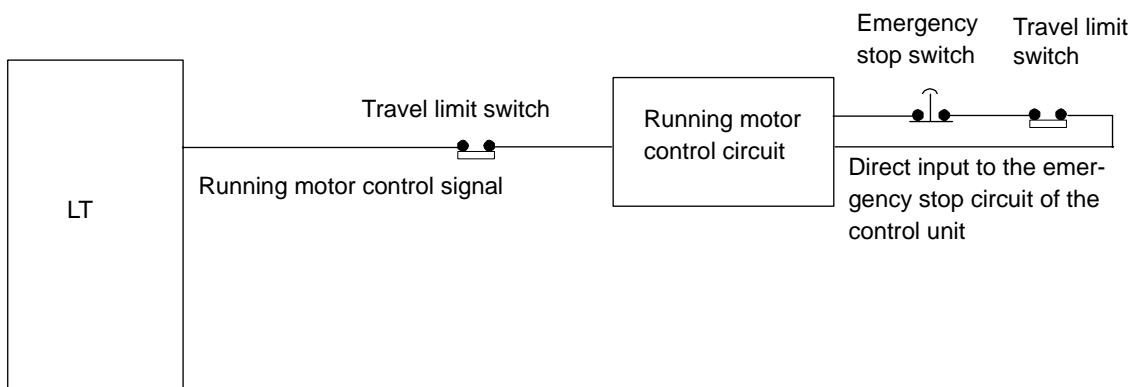 Emergency
stop switch
Travel limit
switch
Travel limit switch
Running motor
control circuit
Running motor control signal
LT
Direct input to the emer-
gency stop circuit of the
control unit